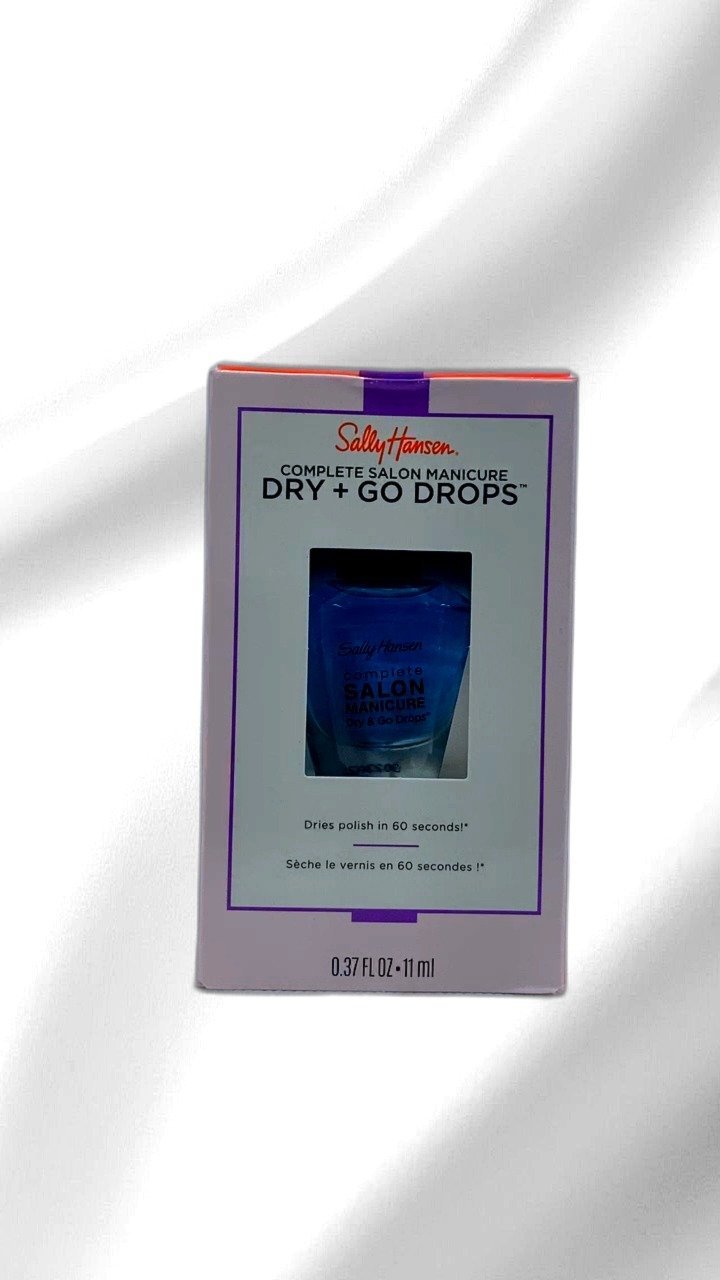 Sally Hansen.
COMPLETE SALON MANICURE
DRY + GO DROPS™
Sally Hansen
complete
SALON
MANICURE
Dry & Go Drops™
Dries polish in 60 seconds!*
Sèche le vernis en 60 secondes !*
0.37 FL OZ • 11 ml